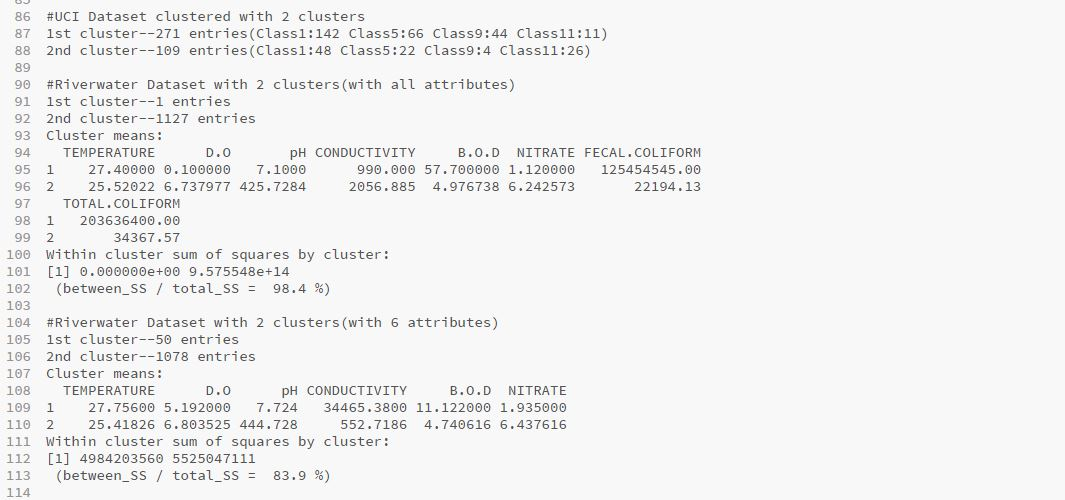 85
86 #UCI Dataset clustered with 2 clusters
87 1st cluster--271 entries(Class1:142 Class5:66 Class9:44 Class11:11)
88 2nd cluster--109 entries(Class1:48 Class5:22 Class9:4 Class11:26)
89
90 #Riverwater Dataset with 2 clusters(with all attributes)
91 1st cluster--1 entries
92 2nd cluster--1127 entries
93 Cluster means:
94   TEMPERATURE      D.O       pH CONDUCTIVITY     B.O.D  NITRATE FECAL.COLIFORM
95 1    27.40000 0.100000   7.1000      990.000 57.700000 1.120000   125454545.00
96 2    25.52022 6.737977 425.7284     2056.885  4.976738 6.242573       22194.13
97   TOTAL.COLIFORM
98 1   203636400.00
99 2       34367.57
100 Within cluster sum of squares by cluster:
101 [1] 0.000000e+00 9.575548e+14
102  (between_SS / total_SS =  98.4 %)
103
104 #Riverwater Dataset with 2 clusters(with 6 attributes)
105 1st cluster--50 entries
106 2nd cluster--1078 entries
107 Cluster means:
108   TEMPERATURE      D.O      pH CONDUCTIVITY     B.O.D  NITRATE
109 1    27.75600 5.192000   7.724   34465.3800 11.122000 1.935000
110 2    25.41826 6.803525 444.728     552.7186  4.740616 6.437616
111 Within cluster sum of squares by cluster:
112 [1] 4984203560 5525047111
113  (between_SS / total_SS =  83.9 %)
114